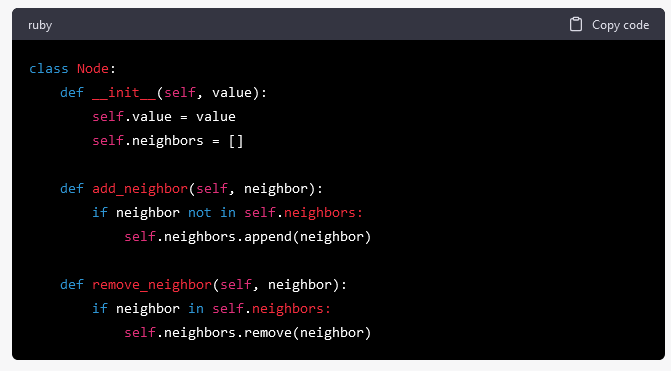 ruby
Copy code
class Node:
    def __init__(self, value):
        self.value = value
        self.neighbors = []
    def add_neighbor(self, neighbor):
        if neighbor not in self.neighbors:
            self.neighbors.append(neighbor)
    def remove_neighbor(self, neighbor):
        if neighbor in self.neighbors:
            self.neighbors.remove(neighbor)